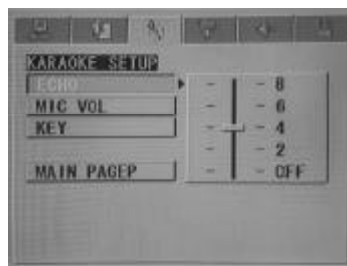 KARAOKE SETUP
ECHO
MIC VOL
KEY
MAIN PAGEP
8
6
4
2
OFF